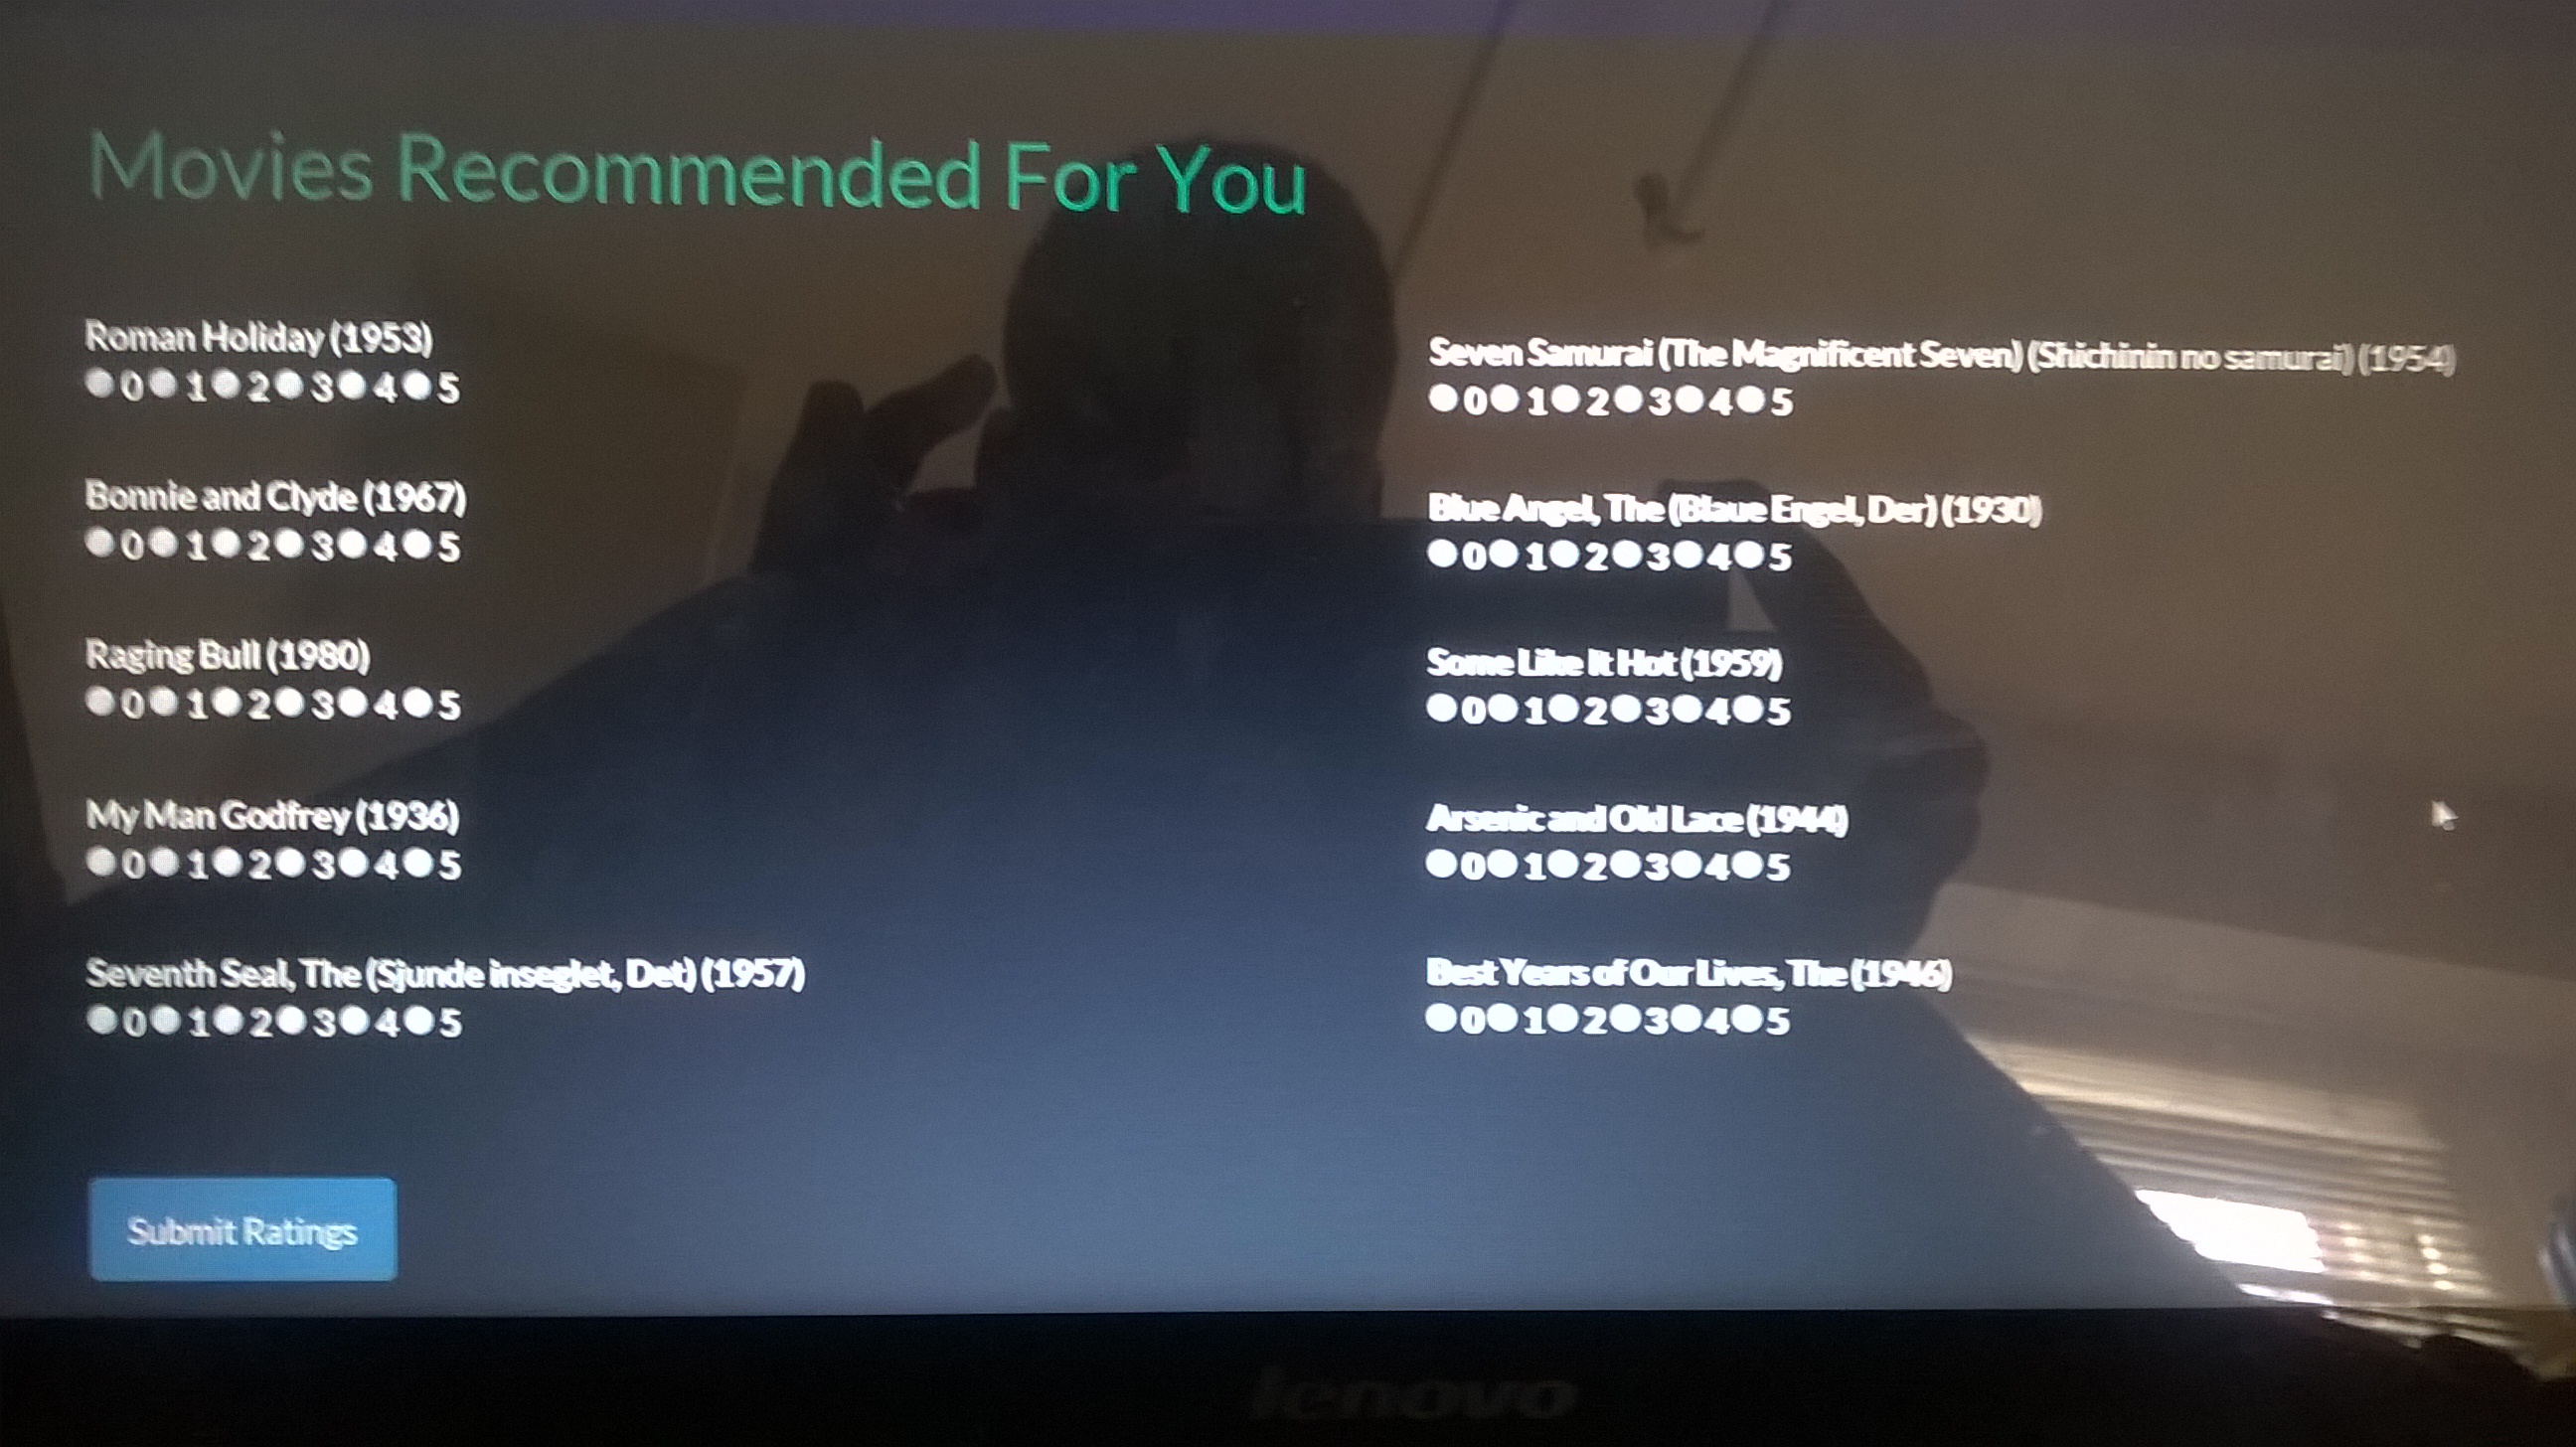 Movies Recommended For You
Roman Holiday (1953)
0 1 2 3 4 5
Bonnie and Clyde (1967)
0 1 2 3 4 5
Raging Bull (1980)
0 1 2 3 4 5
My Man Godfrey (1936)
0 1 2 3 4 5
Seventh Seal, The (Sjunde inseglet, Det) (1957)
0 1 2 3 4 5
Seven Samurai (The Magnificent Seven) (Shichinin no samurai) (1954)
0 1 2 3 4 5
Blue Angel, The (Blaue Engel, Der) (1930)
0 1 2 3 4 5
Some Like It Hot (1959)
0 1 2 3 4 5
Arsenic and Old Lace (1944)
0 1 2 3 4 5
Best Years of Our Lives, The (1946)
0 1 2 3 4 5
Submit Ratings
lenovo